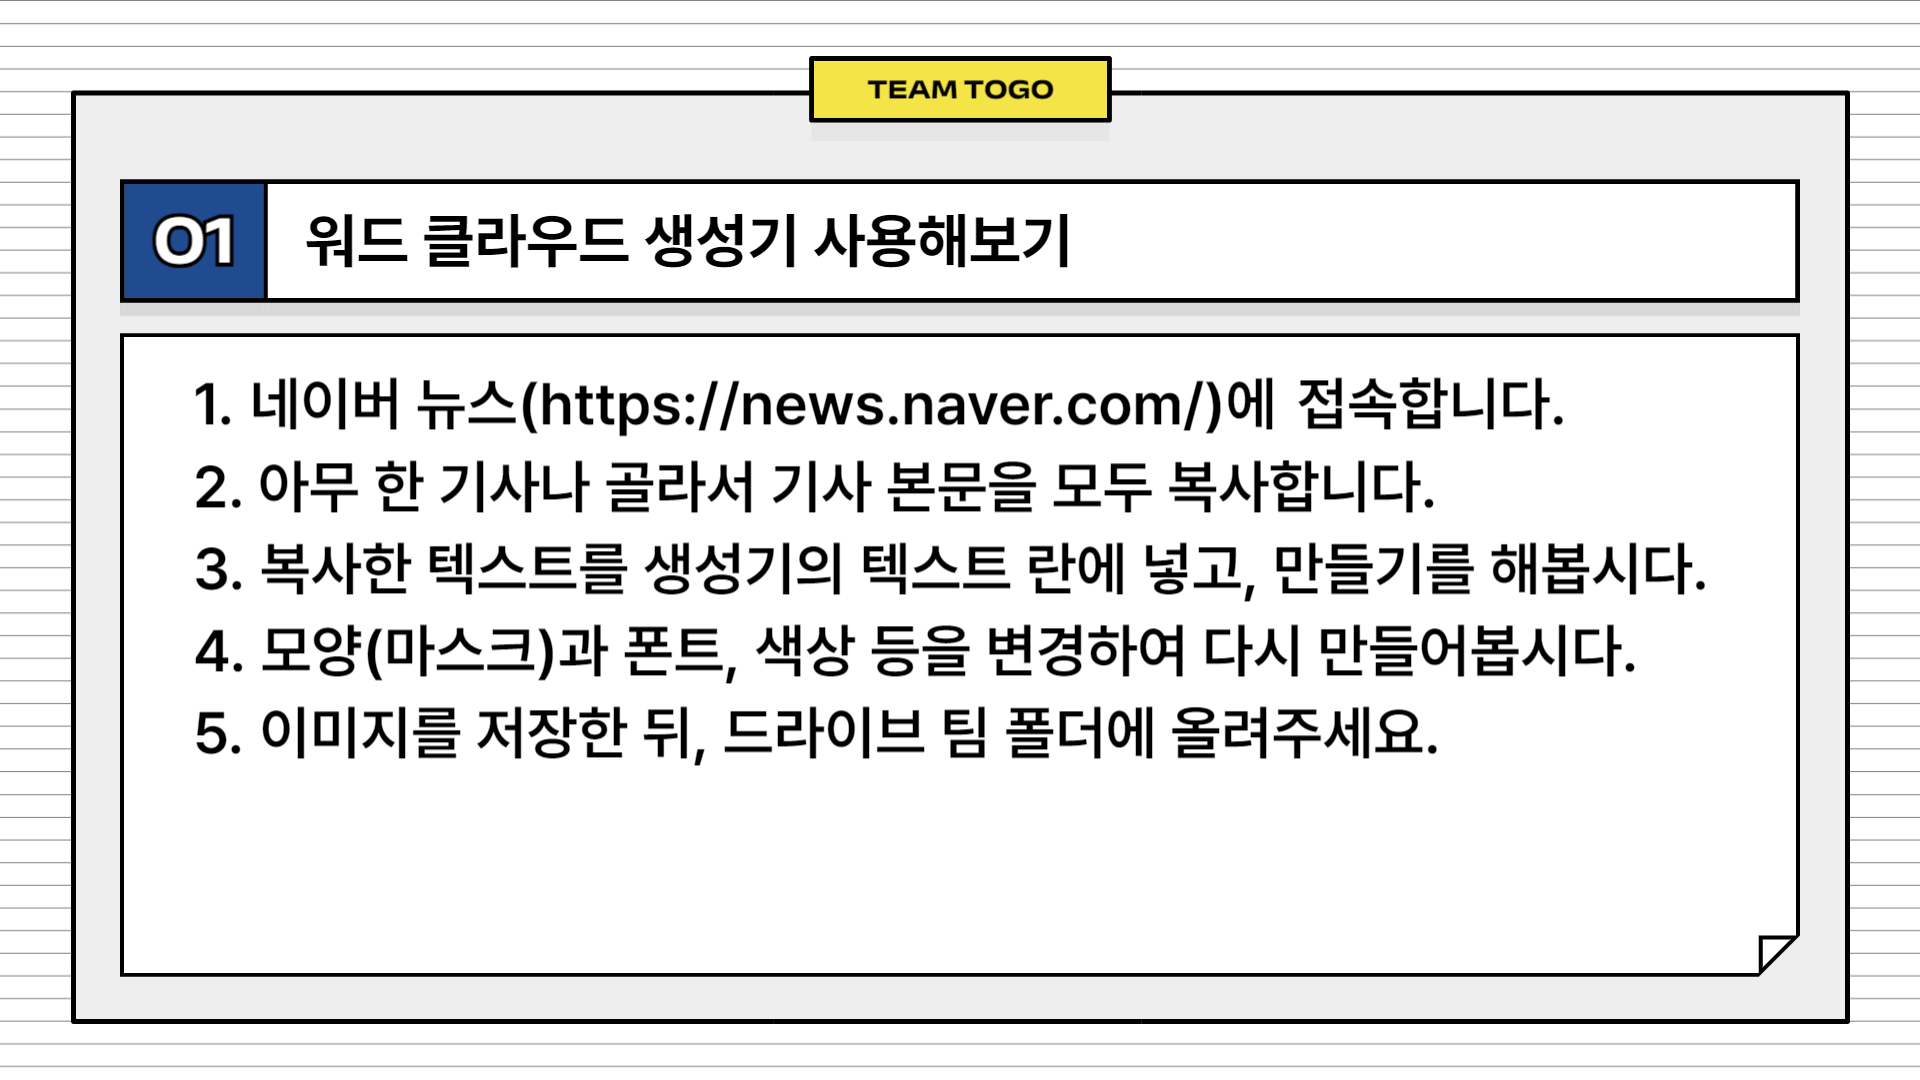 TEAM TOGO
01
워드 클라우드 생성기 사용해보기
1. 네이버 뉴스(https://news.naver.com/)에 접속합니다.
2. 아무 한 기사나 골라서 기사 본문을 모두 복사합니다.
3. 복사한 텍스트를 생성기의 텍스트 란에 넣고, 만들기를 해봅시다.
4. 모양(마스크)과 폰트, 색상 등을 변경하여 다시 만들어봅시다.
5. 이미지를 저장한 뒤, 드라이브 팀 폴더에 올려주세요.